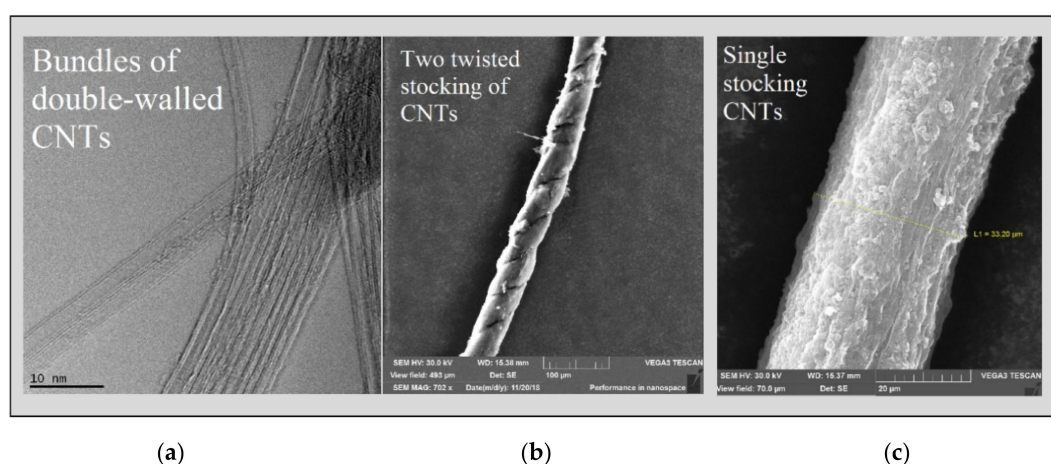 Bundles of
double-walled
CNTs
10 nm
Two twisted
stocking of
CNTs
SEM HV: 30.0 kV WD: 15.38 mm VEGA3 TESCAN
View field: 493 µm Det: SE 100 µm
SEM MAG: 702 x Date(m/d/y): 11/20/18 Performance in nanospace
Single
stocking
CNTs
L1 = 33.20 µm
SEM HV: 30.0 kV WD: 15.37 mm VEGA3 TESCAN
View field: 70.0 µm Det: SE 20 µm
(a) (b) (c)